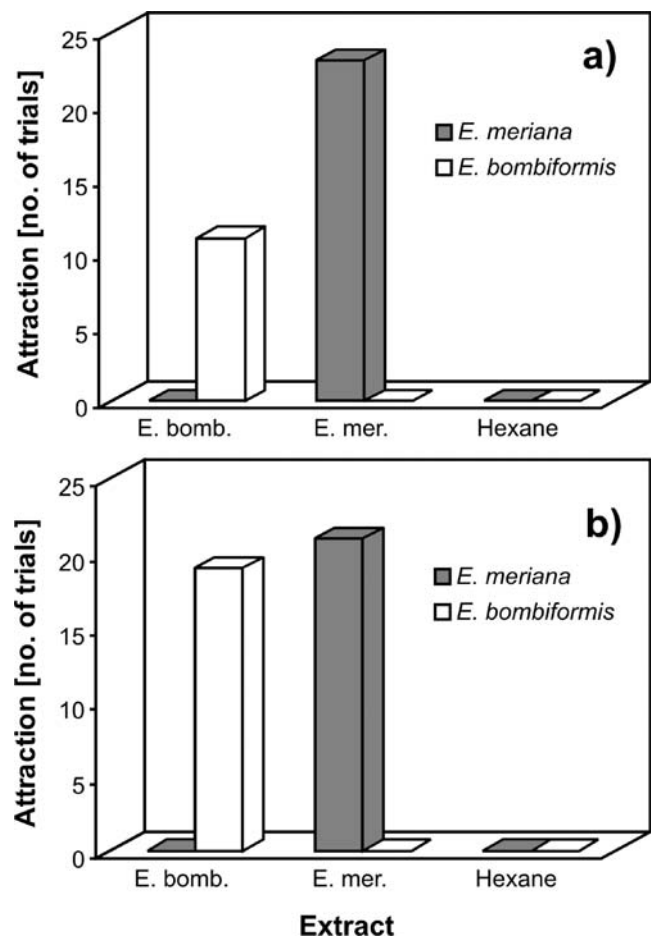 a)
Attraction [no. of trials]
25
20
15
10
5
0
E. meriana
E. bombiformis
E. bomb.
E. mer.
Hexane
b)
Attraction [no. of trials]
25
20
15
10
5
0
E. meriana
E. bombiformis
E. bomb.
E. mer.
Hexane
Extract